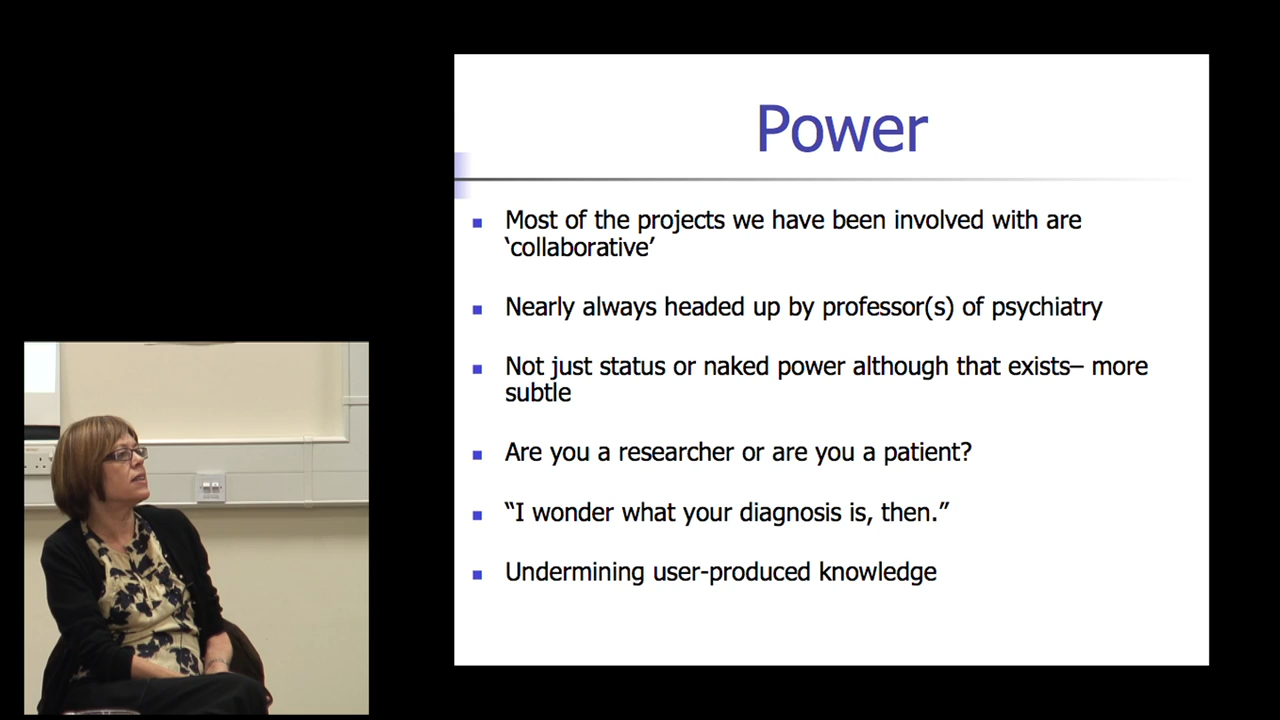 Power
Most of the projects we have been involved with are
‘collaborative’
Nearly always headed up by professor(s) of psychiatry
Not just status or naked power although that exists– more
subtle
Are you a researcher or are you a patient?
“I wonder what your diagnosis is, then.”
Undermining user-produced knowledge